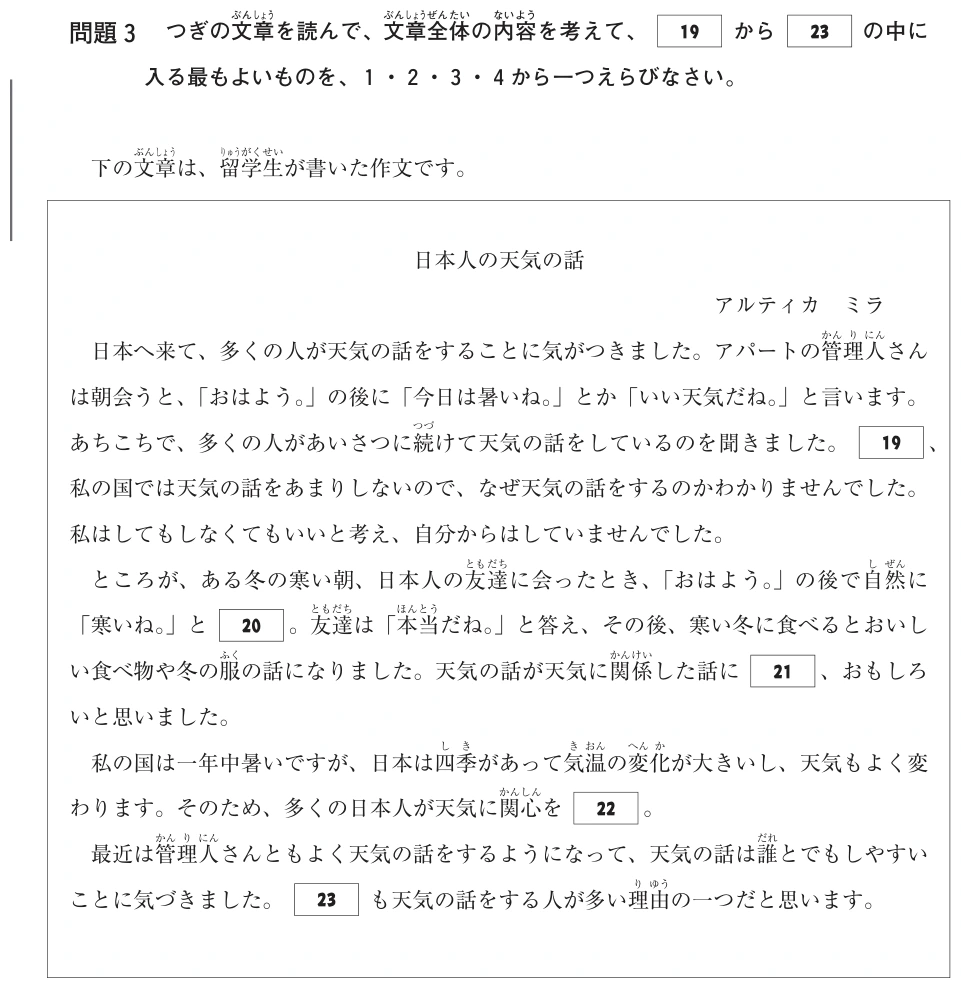 問題3 つぎの文章を読んで、文章全体の内容を考えて、 19 から 23 の中に
入る最もよいものを、1・2・3・4から一つえらびなさい。
下の文章は、留学生が書いた作文です。
日本人の天気の話
アルティカ ミラ
日本へ来て、多くの人が天気の話をすることに気がつきました。アパートの管理人さん
は朝会うと、「おはよう。」の後に「今日は暑いね。」とか「いい天気だね。」と言います。
あちこちで、多くの人があいさつに続けて天気の話をしているのを聞きました。 19 、
私の国では天気の話をあまりしないので、なぜ天気の話をするのかわかりませんでした。
私はしてもしなくてもいいと考え、自分からはしていませんでした。
ところが、ある冬の寒い朝、日本人の友達に会ったとき、「おはよう。」の後で自然に
「寒いね。」と 20 。友達は「本当だね。」と答え、その後、寒い冬に食べるとおいし
い食べ物や冬の服の話になりました。天気の話が天気に関係した話に 21 、おもしろ
いと思いました。
私の国は一年中暑いですが、日本は四季があって気温の変化が大きいし、天気もよく変
わります。そのため、多くの日本人が天気に関心を 22 。
最近は管理人さんともよく天気の話をするようになって、天気の話は誰とでもしやすい
ことに気づきました。 23 も天気の話をする人が多い理由の一つだと思います。